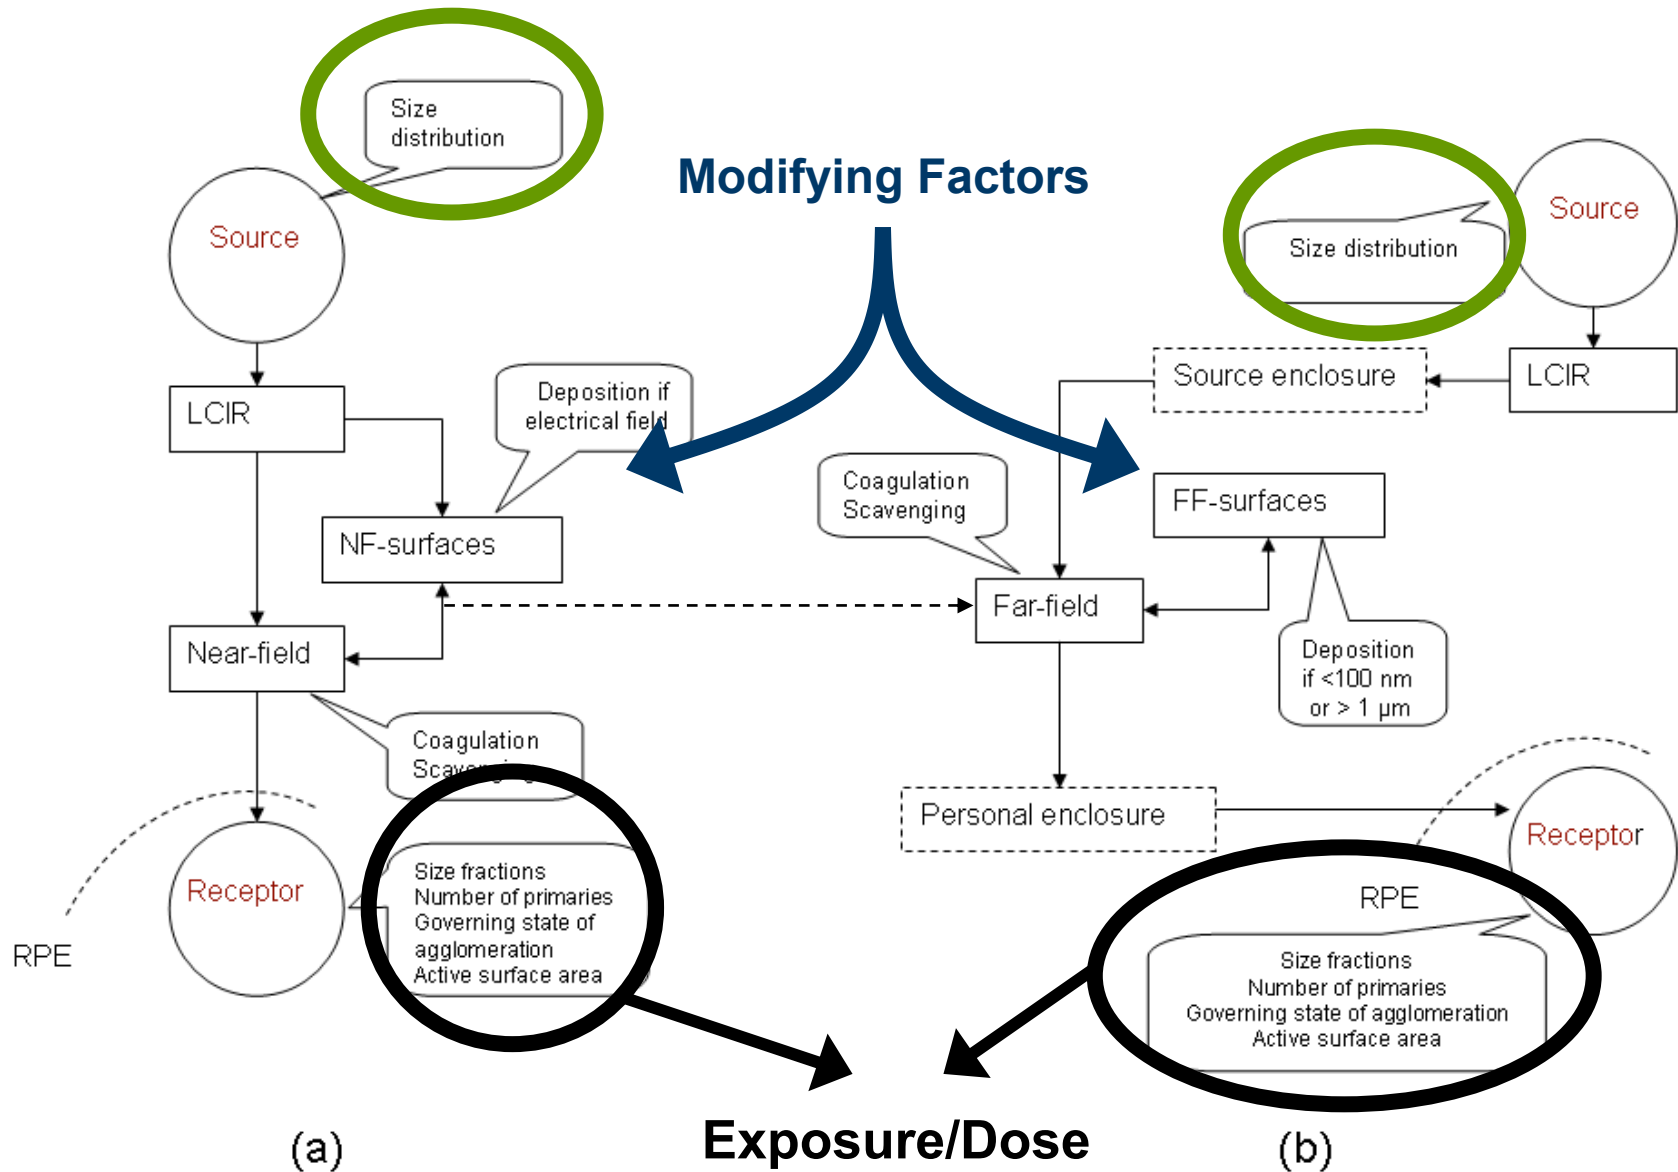 Size
distribution
Modifying Factors
Source
Size distribution
Source
Source enclosure
LCIR
LCIR
Deposition if
electrical field
Coagulation
Scavenging
FF-surfaces
NF-surfaces
Far-field
Near-field
Deposition
if <100 nm
or > 1 µm
Coagulation
Scavenging
Personal enclosure
Receptor
Size fractions
Number of primaries
Governing state of
agglomeration
Active surface area
Receptor
RPE
RPE
Size fractions
Number of primaries
Governing state of agglomeration
Active surface area
(a)
Exposure/Dose
(b)